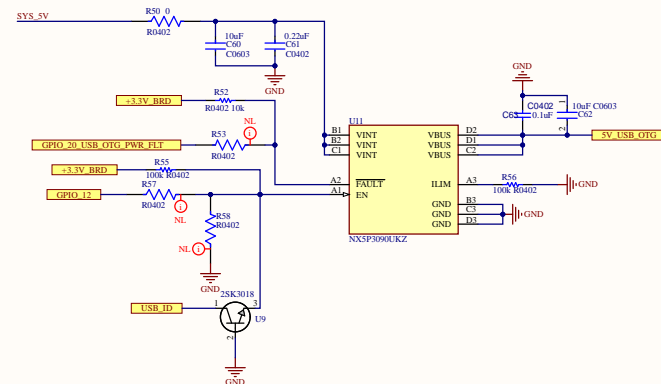 SYS_5V
R50 0
R0402
10uF
C60
C0603
0.22uF
C61
C0402
GND
R52
+3.3V_BRD
R0402 10k
NL
R53
GPIO_20_USB_OTG_PWR_FLT
R0402
R55
+3.3V_BRD
100k R0402
R57
GPIO_12
R0402
NL
R58
R0402
NL
GND
2SK3018
USB_ID
1
3
U9
2
GND
U11
B1
VINT
B2
VINT
C1
VINT
A2
FAULT
A1
EN
VBUS
D2
VBUS
D1
VBUS
C2
ILIM
A3
GND
B3
GND
C3
GND
D3
NX5P3090UKZ
GND
C0402
C63
0.1uF
1
2
10uF C0603
C62
5V_USB_OTG
R56
100k R0402
GND
GND